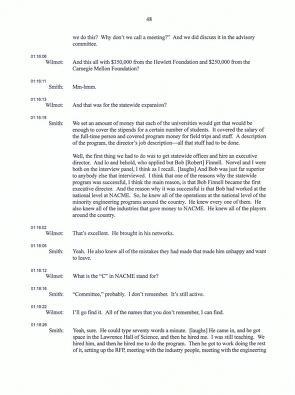 48
we do this?  Why don't we call a meeting?"  And we did discuss it in the advisory
committee.
01:16:06
Wilmot: And this all with $350,000 from the Hewlett Foundation and $250,000 from the
Carnegie Mellon Foundation?
01:16:11
Smith: Mm-hmm.
01:16:13
Wilmot: And that was for the statewide expansion?
01:16:16
Smith: We set an amount of money that each of the universities would get that would be
enough to cover the stipends for a certain number of students.  It covered the salary
of the full-time person and covered program money for field trips and stuff.  A description
of the program, the director's job description—all that stuff had to be done.
Well, the first thing we had to do was to get statewide offices and hire an executive
director.  And lo and behold, who applied but Bob [Robert] Finnell.  Norvel and I were
both on the interview panel, I think as I recall.  [laughs] And Bob was just far superior
to anybody else that interviewed.  I think that one of the reasons why the statewide
program was successful, I think the main reason, is that Bob Finnell became the first
executive director.  And the reason why it was successful is that Bob had worked at the
national level at NACME.  So, he knew all of the operations at the national level of the
minority engineering programs around the country.  He knew every one of them.  He
also knew all of the industries that gave money to NACME.  He knew all of the players
around the country.
Wilmot: That's excellent.  He brought in his networks.
Smith: Yeah.  He also knew all of the mistakes they had made that made him unhappy and want
to leave.
Wilmot: What is the "C" in NACME stand for?
Smith: "Committee," probably.  I don't remember.  It's still active.
Wilmot: I'll go find it.  All of the names that you don't remember, I can find.
Smith: Yeah, sure.  He could type seventy words a minute.  [laughs] He came in, and he got
space in the Lawrence Hall of Science, and then he hired me.  I was still teaching.  We
hired him, and then he hired me to do the program.  Then he got to work doing the rest
of it, setting up the RFP, meeting with the industry people, meeting with the engineering